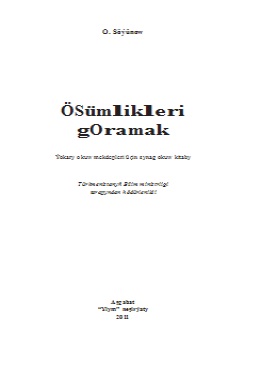 O. Söýünow
ÖSümlikleri
gOramak
Ýokary okuw mekdepleri üçin synag okuw kitaby
Türkmenistanyň Bilim ministrligi
tarapyndan hödürlenildi
Aşgabat
“Ylym” neşirýaty
2011